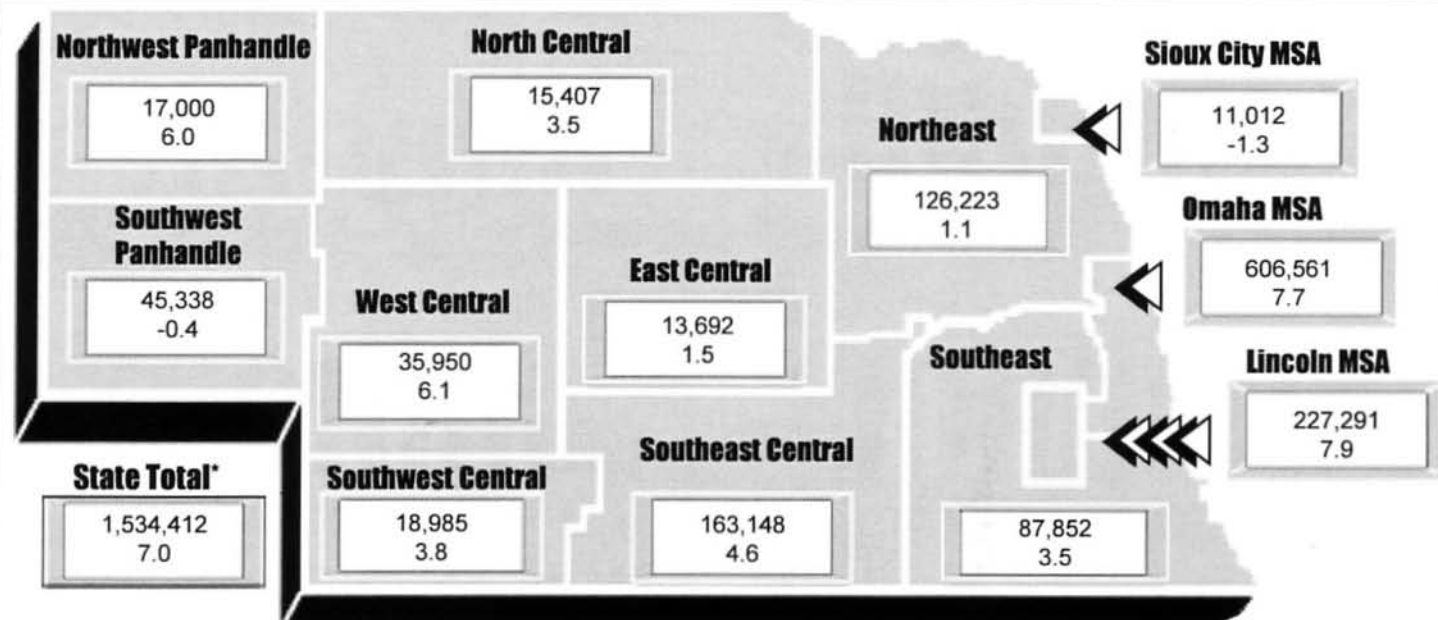 Northwest Panhandle
17,000
6.0
North Central
15,407
3.5
Sioux City MSA
11,012
-1.3
Northeast
126,223
1.1
Southwest
Panhandle
45,338
-0.4
Omaha MSA
606,561
7.7
West Central
35,950
6.1
East Central
13,692
1.5
Southeast
87,852
3.5
Lincoln MSA
227,291
7.9
State Total*
1,534,412
7.0
Southwest Central
18,985
3.8
Southeast Central
163,148
4.6